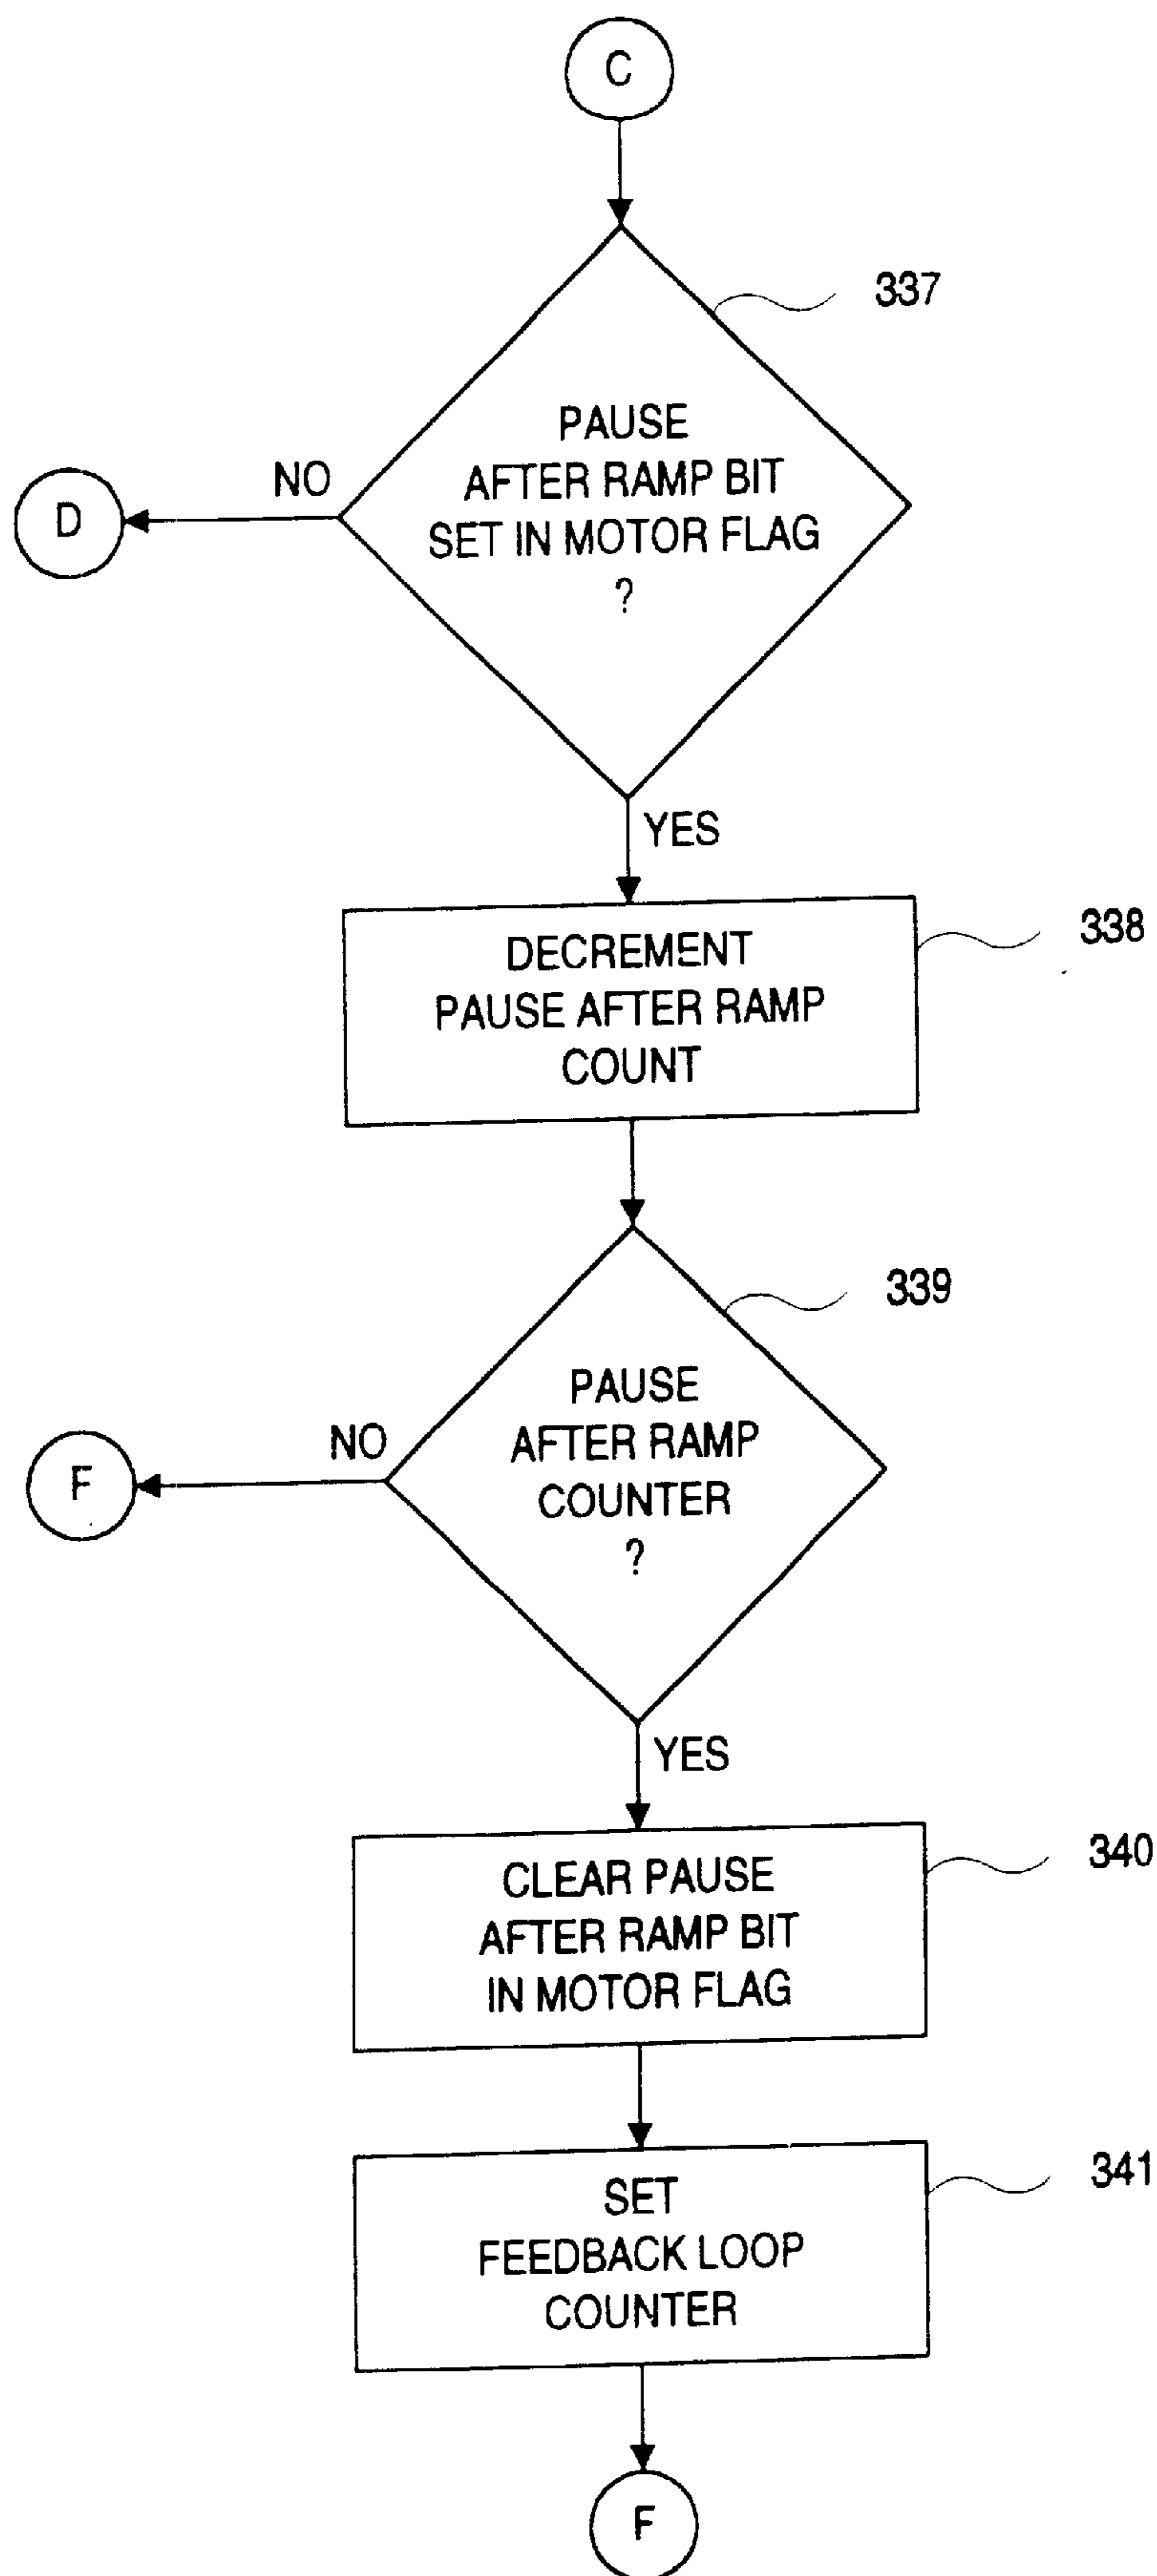 C
337
PAUSE
AFTER RAMP BIT
SET IN MOTOR FLAG
?
NO
D
YES
338
DECREMENT
PAUSE AFTER RAMP
COUNT
339
PAUSE
AFTER RAMP
COUNTER
?
NO
F
YES
340
CLEAR PAUSE
AFTER RAMP BIT
IN MOTOR FLAG
341
SET
FEEDBACK LOOP
COUNTER
F